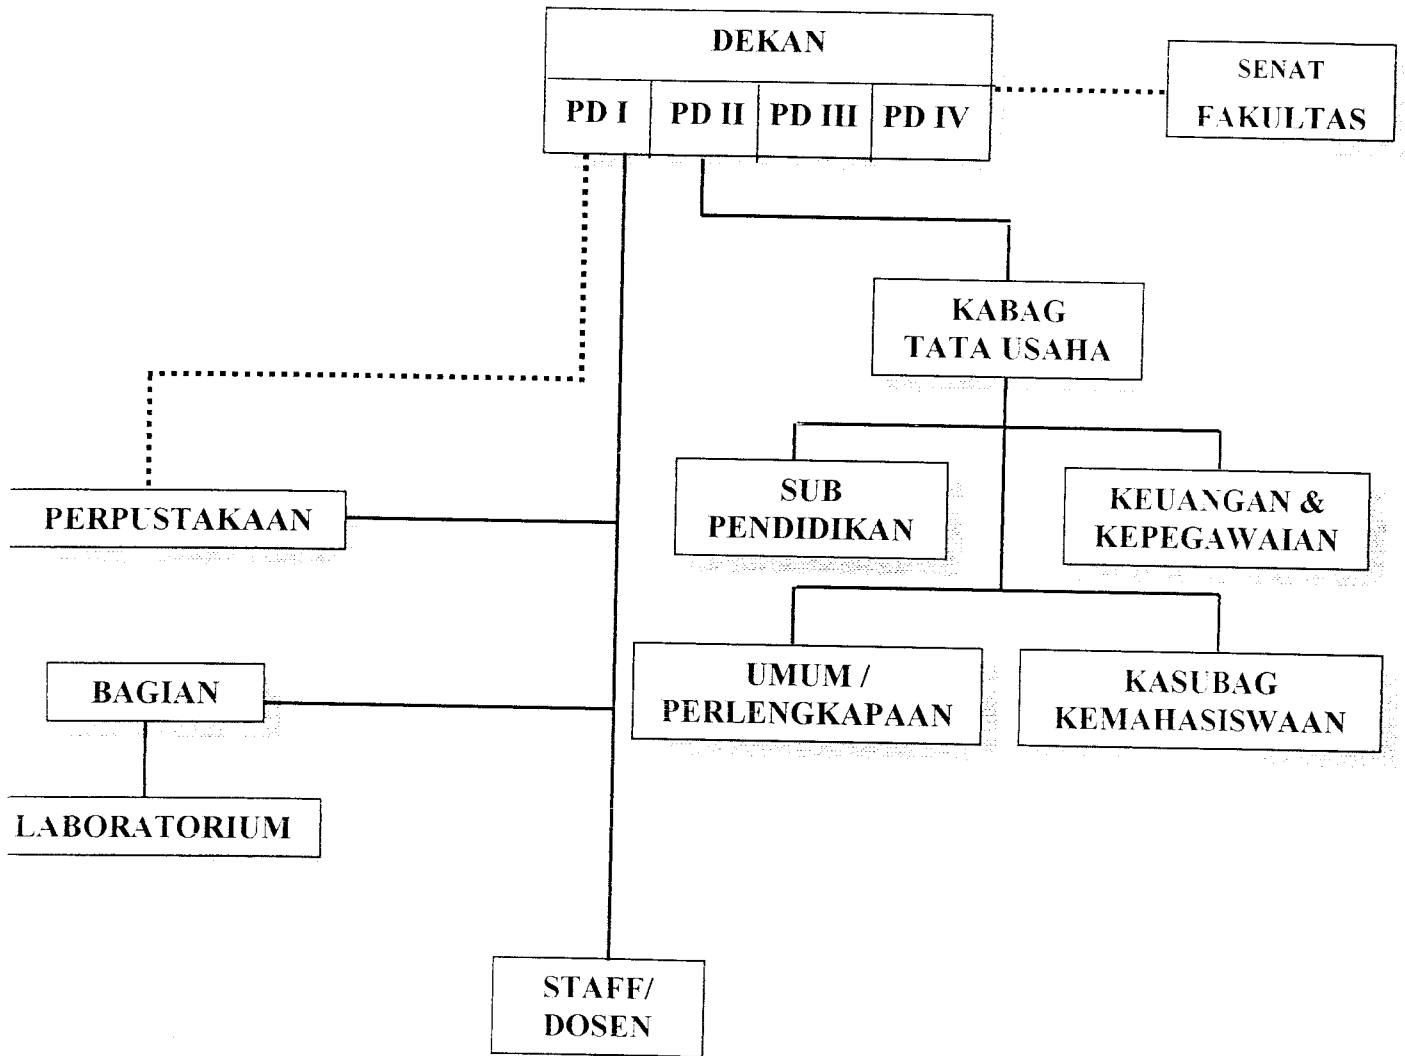 DEKAN
SENAT
FAKULTAS
PD I
PD II
PD III
PD IV
KABAG
TATA USAHA
SUB
PENDIDIKAN
KEUANGAN &
KEPEGAWAIAN
PERPUSTAKAAN
UMUM /
PERLENGKAPAAN
KASUBAG
KEMAHASISWAAN
BAGIAN
LABORATORIUM
STAFF/
DOSEN